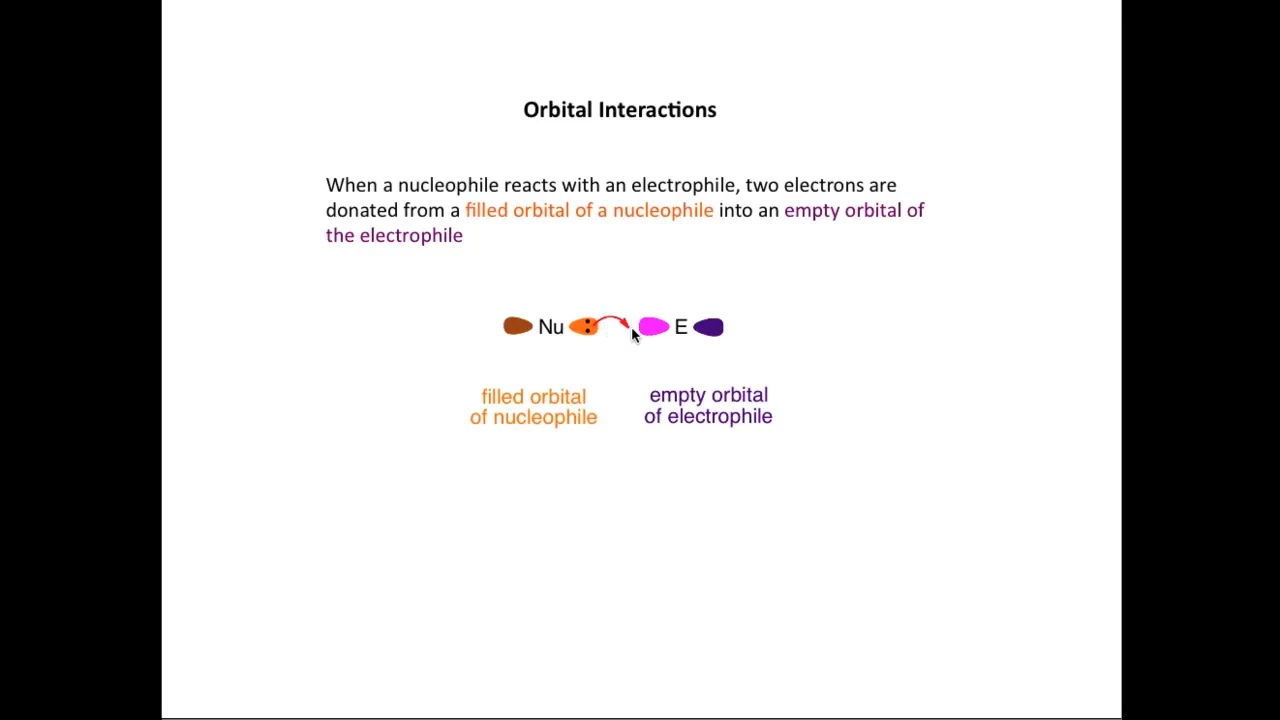 Orbital Interactions
When a nucleophile reacts with an electrophile, two electrons are
donated from a filled orbital of a nucleophile into an empty orbital of
the electrophile
Nu E
filled orbital
of nucleophile
empty orbital
of electrophile